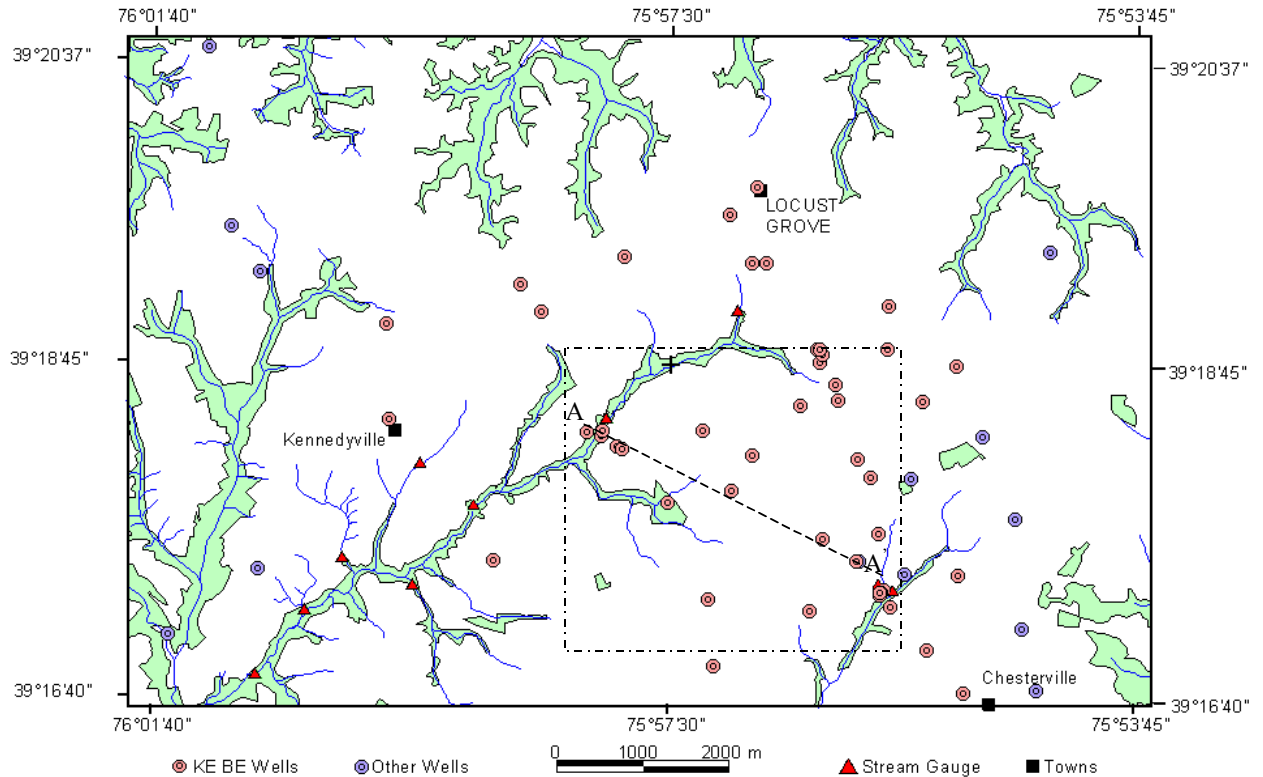 76°01'40" 75°57'30" 75°53'45"
39°20'37" 39°20'37"
LOCUST
GROVE
39°18'45" 39°18'45"
A
Kennedyville
A
Chesterville
39°16'40" 39°16'40"
76°01'40" 75°57'30" 75°53'45"
0 1000 2000 m
KE BE Wells Other Wells Stream Gauge Towns